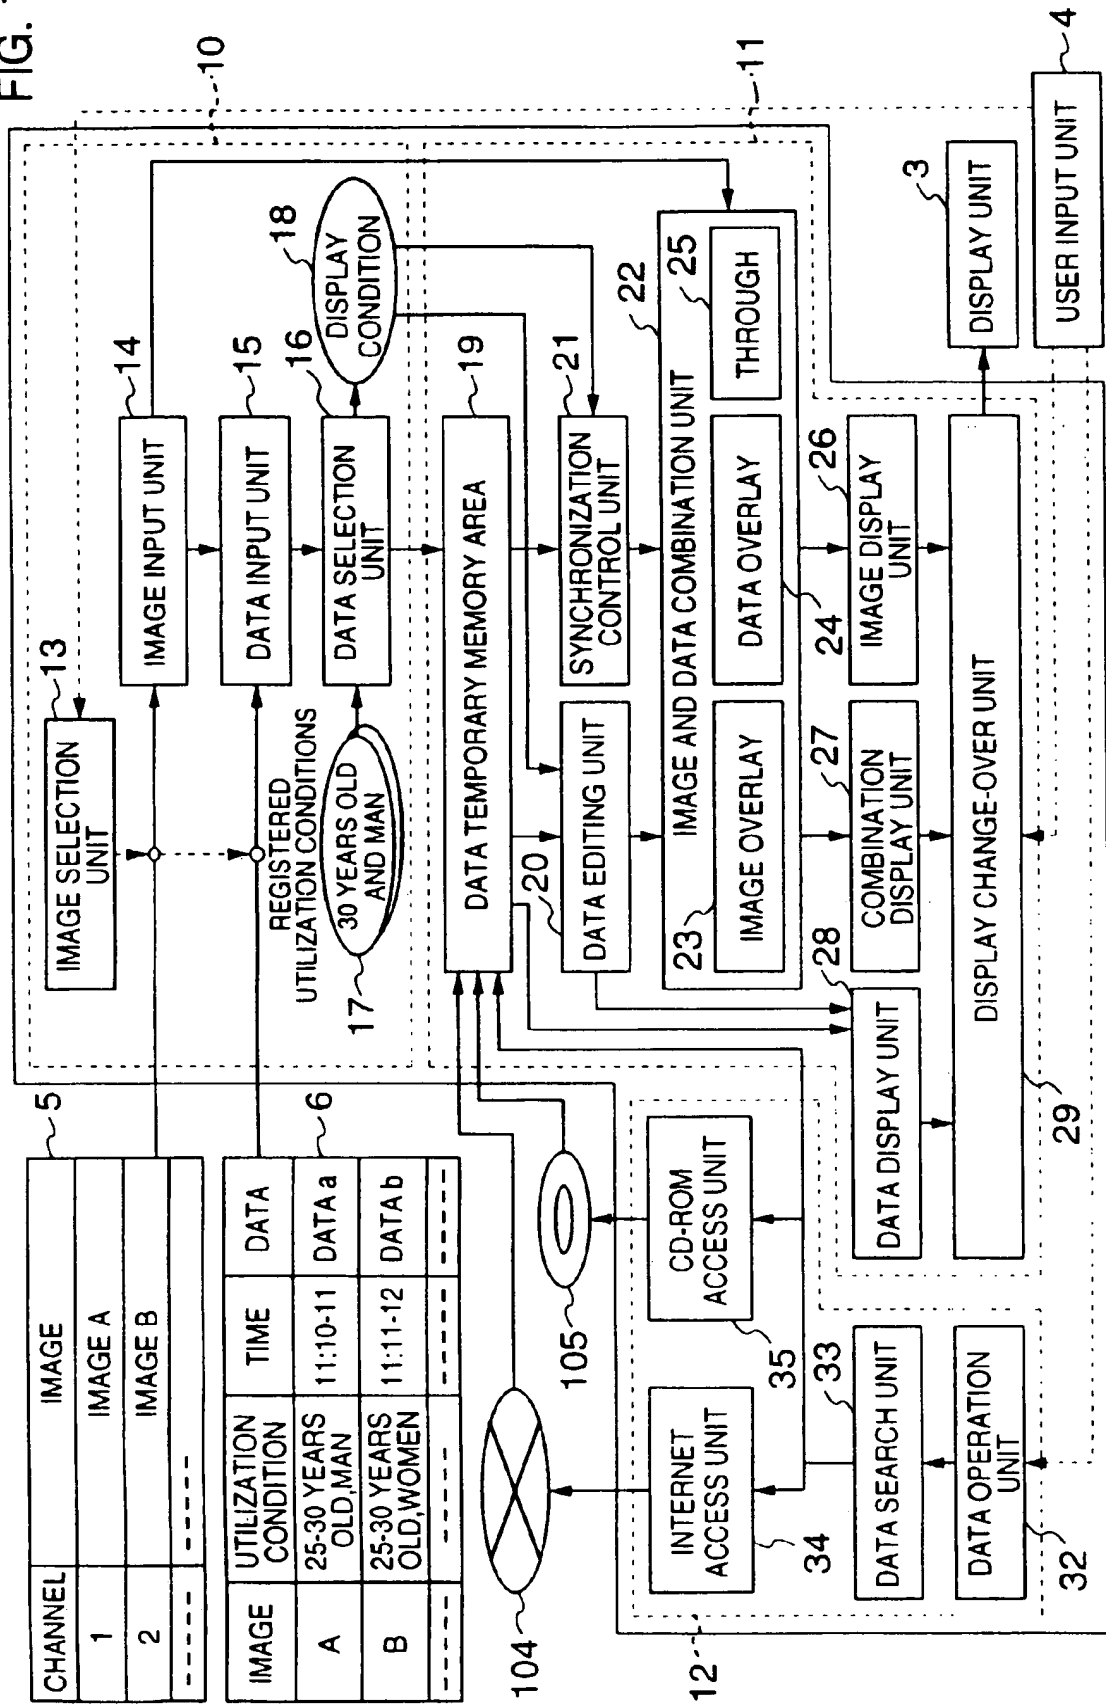 FIG.
CHANNEL
IMAGE
1
IMAGE A
2
IMAGE B
5
IMAGE
UTILIZATION
CONDITION
TIME
DATA
A
25-30 YEARS
OLD,MAN
11:10-11
DATA a
B
25-30 YEARS
OLD,WOMEN
11:11-12
DATA b
6
10
13
IMAGE SELECTION
UNIT
14
IMAGE INPUT UNIT
15
DATA INPUT UNIT
REGISTERED
UTILIZATION CONDITIONS
30 YEARS OLD
AND MAN
17
16
DATA SELECTION
UNIT
18
DISPLAY
CONDITION
11
19
DATA TEMPORARY MEMORY AREA
20
DATA EDITING UNIT
21
SYNCHRONIZATION
CONTROL UNIT
22
IMAGE AND DATA COMBINATION UNIT
23
IMAGE OVERLAY
24
DATA OVERLAY
25
THROUGH
28
DATA DISPLAY UNIT
27
COMBINATION
DISPLAY UNIT
26
IMAGE DISPLAY
UNIT
DISPLAY CHANGE-OVER UNIT
29
3
DISPLAY UNIT
4
USER INPUT UNIT
104
105
12
INTERNET
ACCESS UNIT
34
CD-ROM
ACCESS UNIT
35
33
DATA SEARCH UNIT
DATA OPERATION
UNIT
32